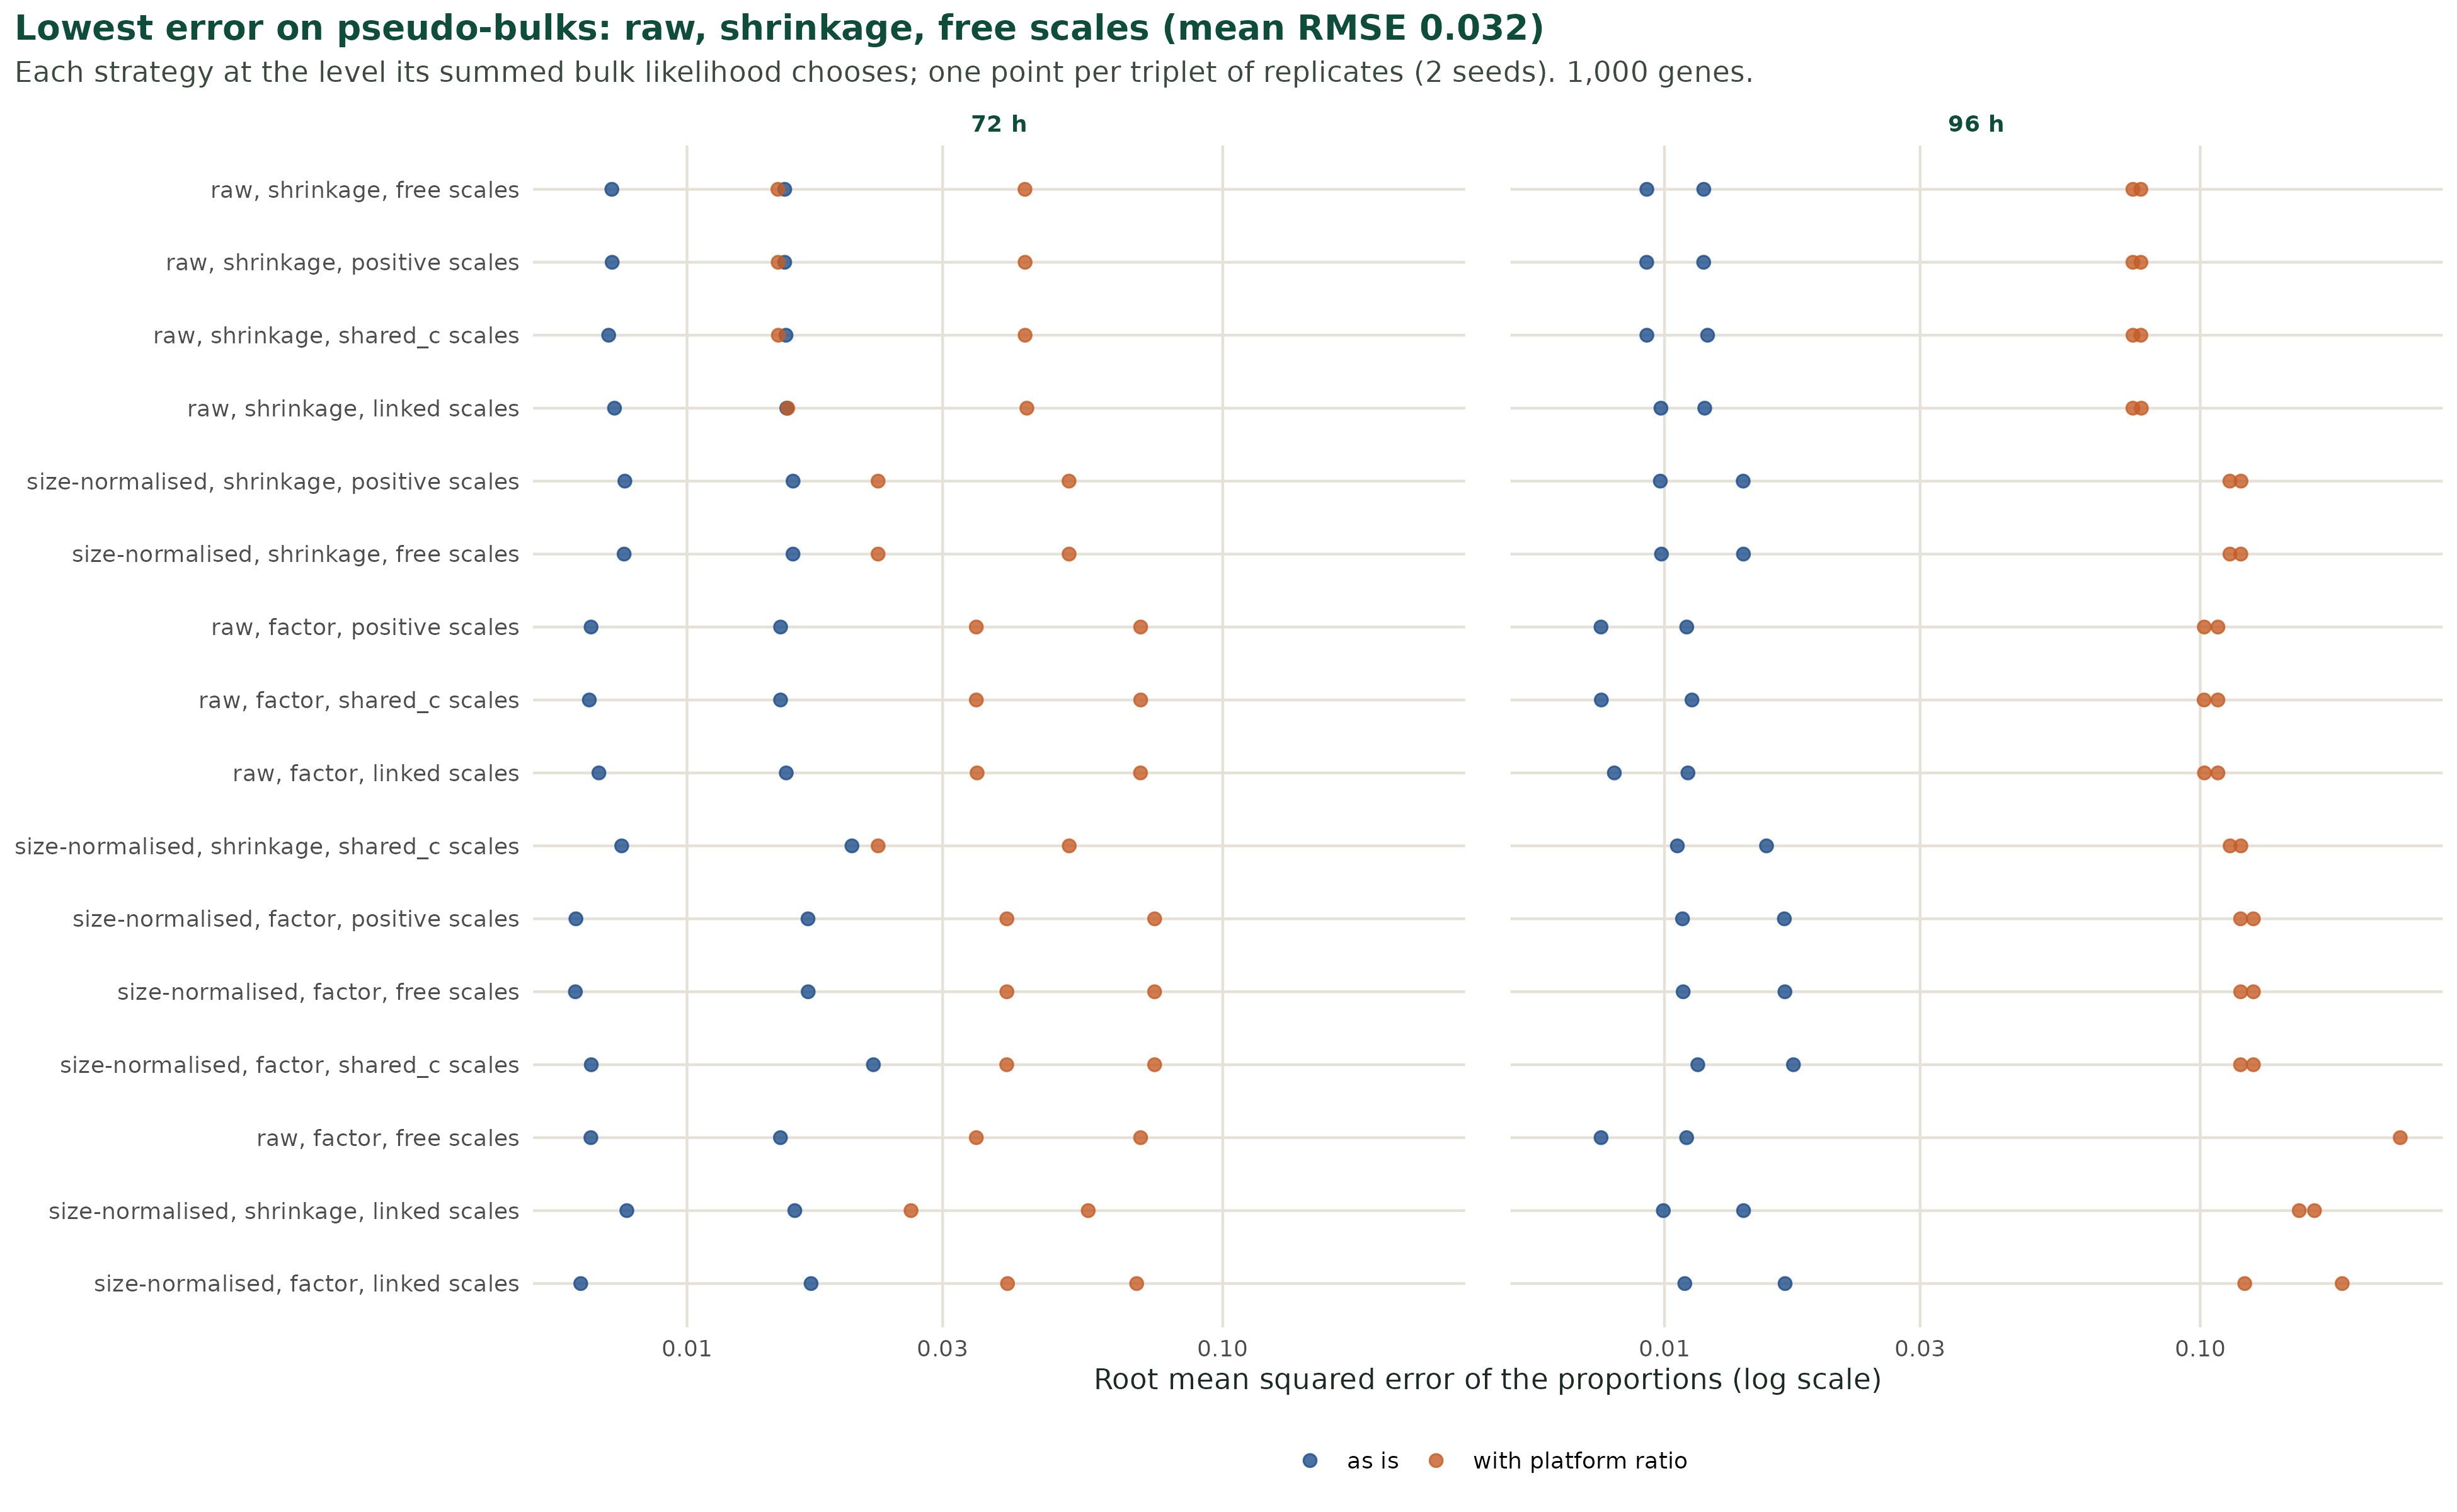 Lowest error on pseudo-bulks: raw, shrinkage, free scales (mean RMSE 0.032)
Each strategy at the level its summed bulk likelihood chooses; one point per triplet of replicates (2 seeds). 1,000 genes.
72 h
96 h
raw, shrinkage, free scales
raw, shrinkage, positive scales
raw, shrinkage, shared_c scales
raw, shrinkage, linked scales
size-normalised, shrinkage, positive scales
size-normalised, shrinkage, free scales
raw, factor, positive scales
raw, factor, shared_c scales
raw, factor, linked scales
size-normalised, shrinkage, shared_c scales
size-normalised, factor, positive scales
size-normalised, factor, free scales
size-normalised, factor, shared_c scales
raw, factor, free scales
size-normalised, shrinkage, linked scales
size-normalised, factor, linked scales
0.01 0.03 0.10
0.01 0.03 0.10
Root mean squared error of the proportions (log scale)
as is
with platform ratio